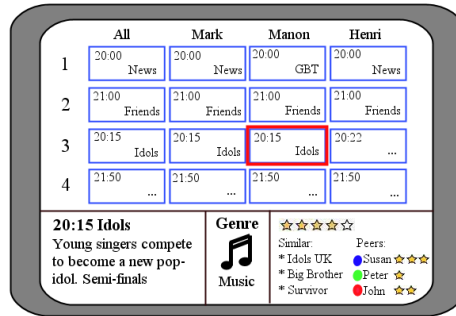 All Mark Manon Henri
1 20:00 News 20:00 News 20:00 GBT 20:00 News
2 21:00 Friends 21:00 Friends 21:00 Friends 21:00 Friends
3 20:15 Idols 20:15 Idols 20:15 Idols 20:22 ...
4 21:50 ... 21:50 ... 21:50 ... 21:50 ...
20:15 Idols
Young singers compete
to become a new pop-
idol. Semi-finals
Genre
Music
Similar: Peers:
* Idols UK Susan
* Big Brother Peter
* Survivor John